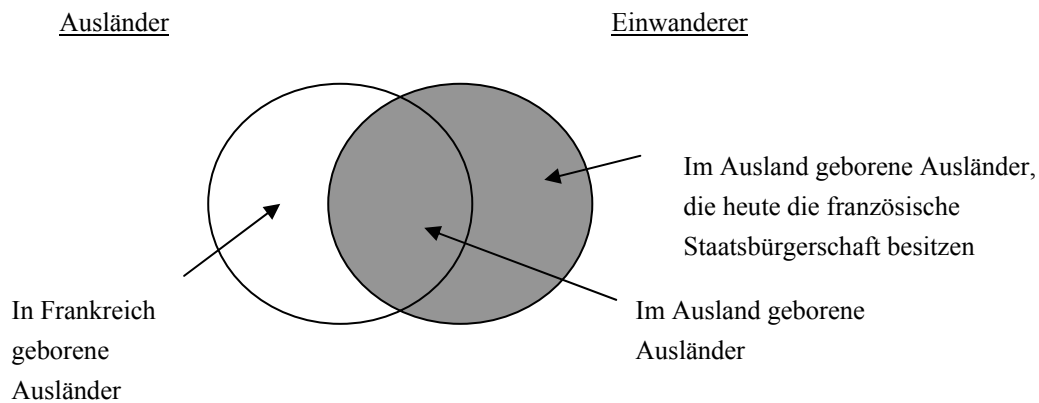 Ausländer
Einwanderer
Im Ausland geborene Ausländer,
die heute die französische
Staatsbürgerschaft besitzen
In Frankreich
geborene
Ausländer
Im Ausland geborene
Ausländer